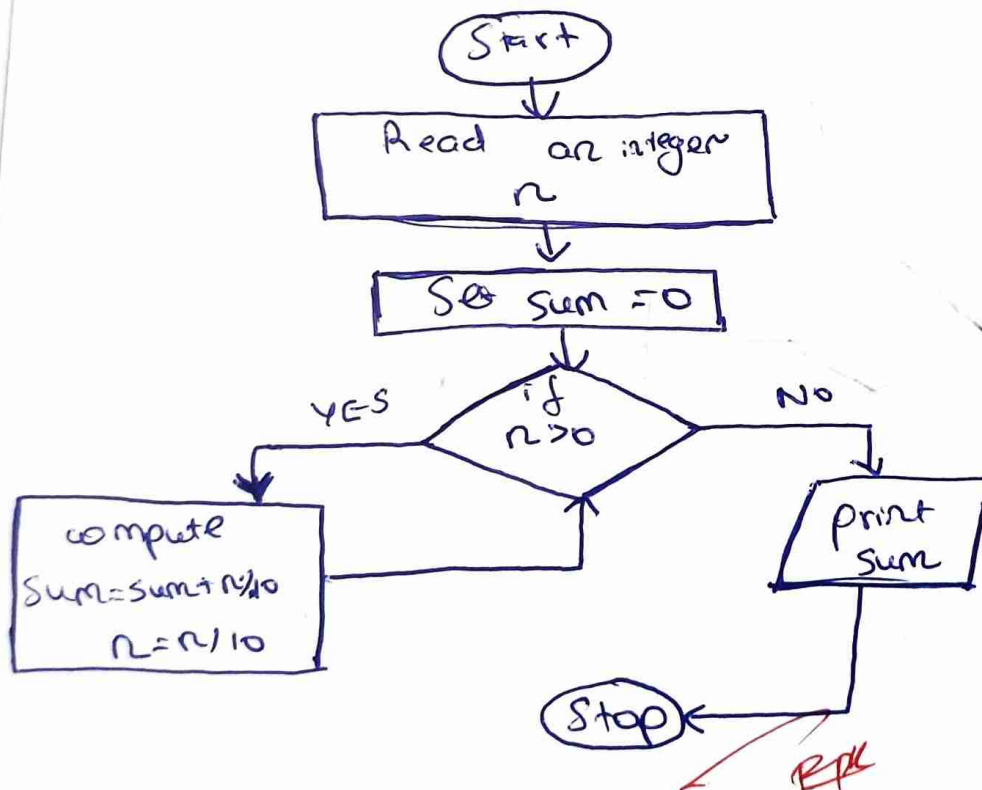 Start
Read an integer
n
Set sum = 0
if
n > 0
YES
NO
compute
Sum = sum + n%10
n = n/10
print
sum
Stop